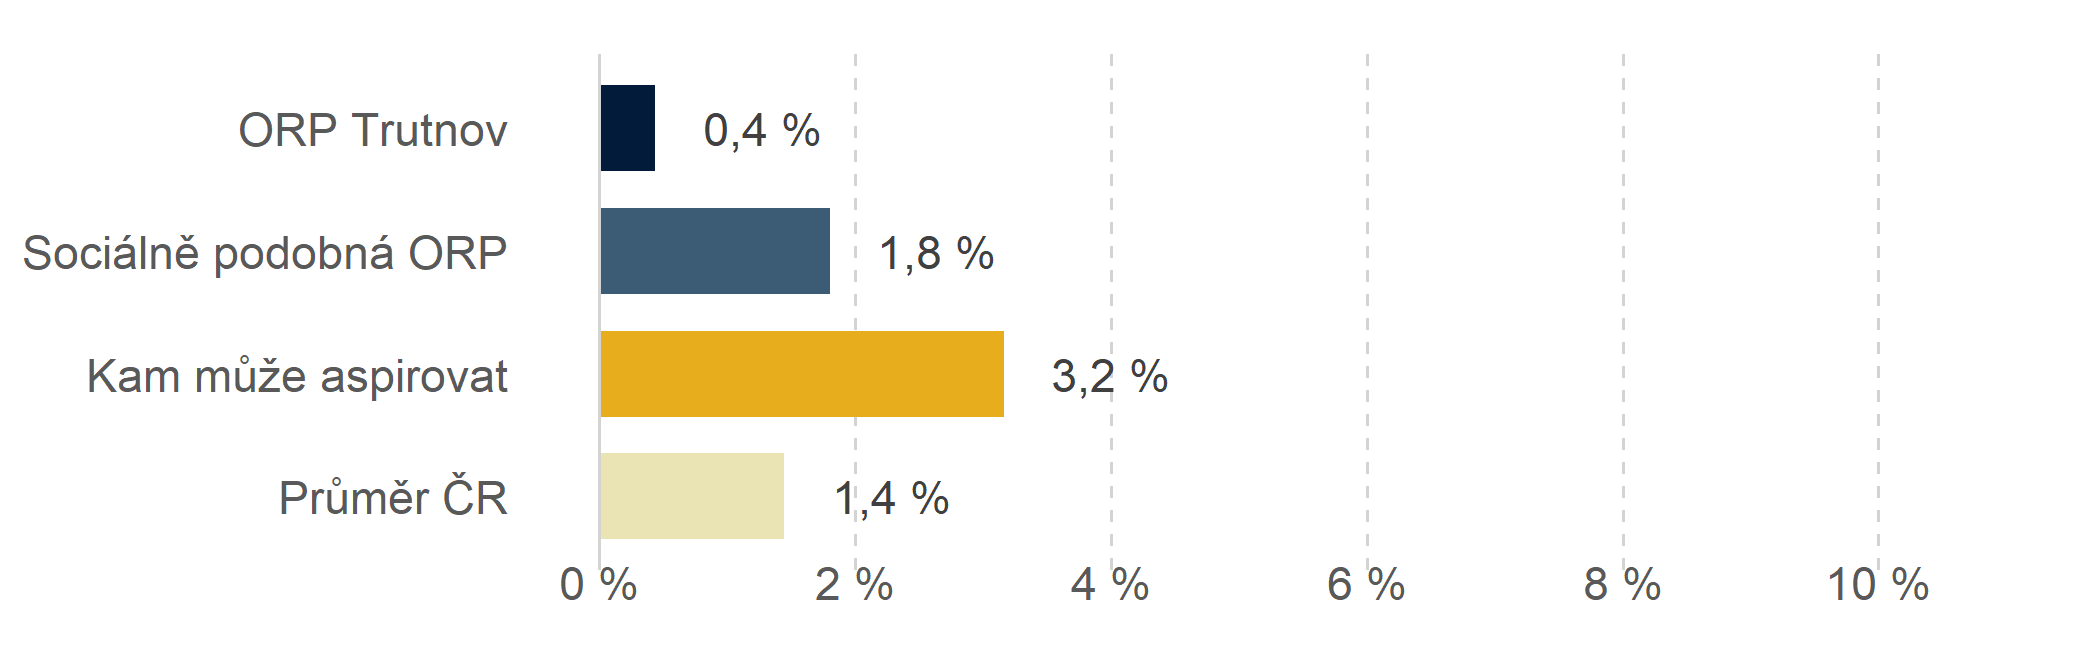 ORP Trutnov 0,4 %
Sociálně podobná ORP 1,8 %
Kam může aspirovat 3,2 %
Průměr ČR 1,4 %
0 % 2 % 4 % 6 % 8 % 10 %